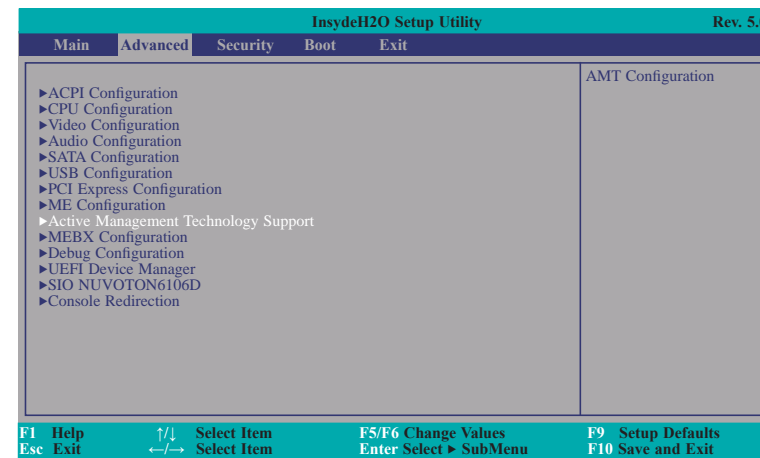 InsydeH2O Setup Utility Rev. 5.
Main Advanced Security Boot Exit
AMT Configuration
►ACPI Configuration
►CPU Configuration
►Video Configuration
►Audio Configuration
►SATA Configuration
►USB Configuration
►PCI Express Configuration
►ME Configuration
►Active Management Technology Support
►MEBX Configuration
►Debug Configuration
►UEFI Device Manager
►SIO NUVOTON6106D
►Console Redirection
F1 Help ↑/↓ Select Item F5/F6 Change Values F9 Setup Defaults
Esc Exit ←/→ Select Item Enter Select ► SubMenu F10 Save and Exit